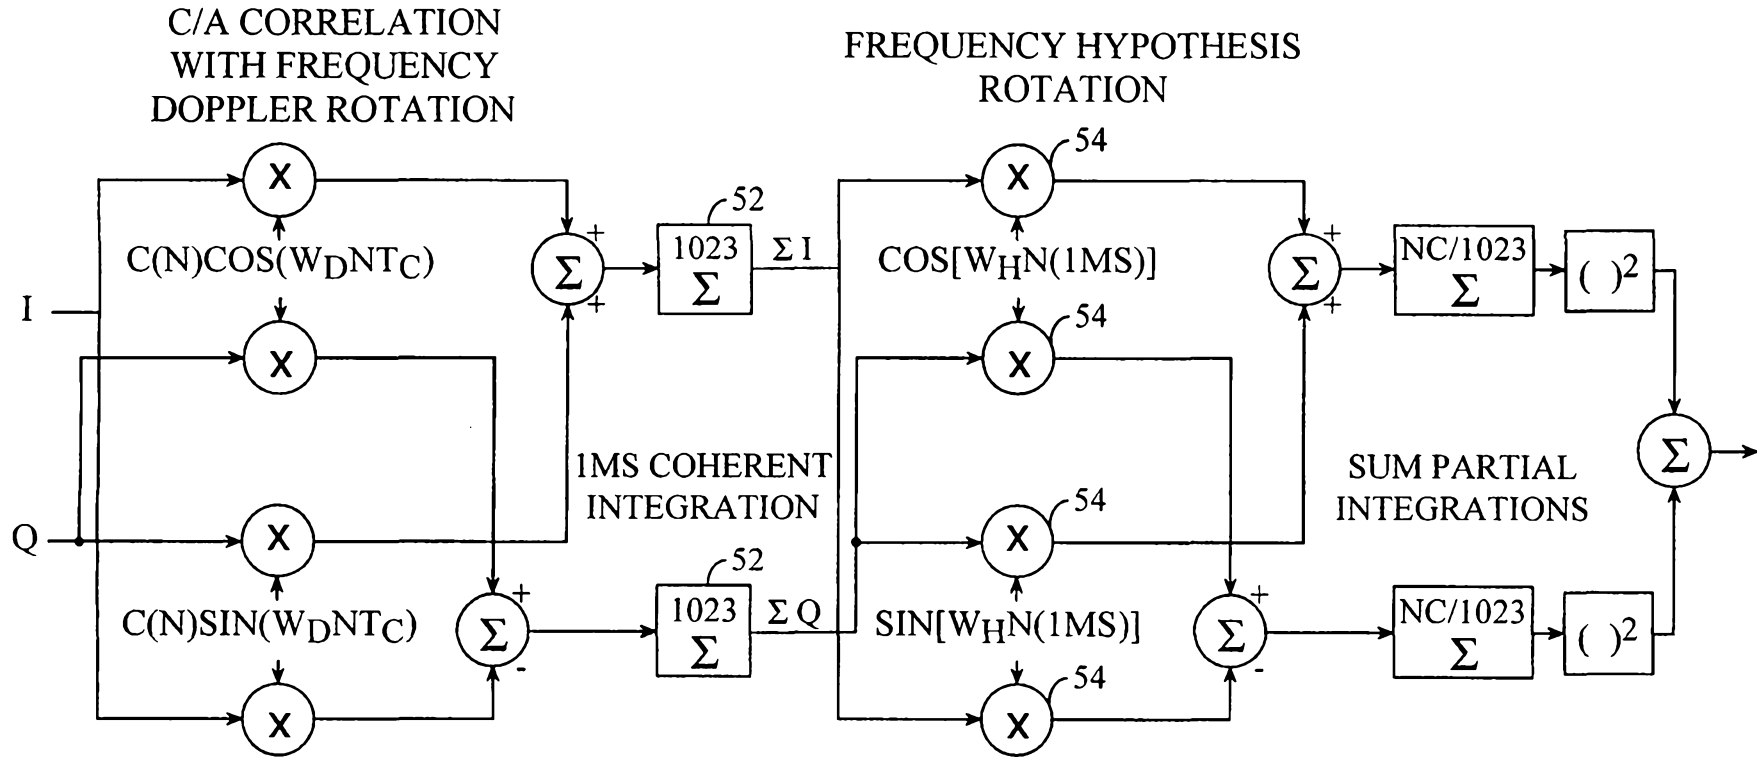 C/A CORRELATION
WITH FREQUENCY
DOPPLER ROTATION
FREQUENCY HYPOTHESIS
ROTATION
X
X
54
C(N)COS(WDNTC)
+
Σ
+
52
1023
Σ
Σ I
COS[WHN(1MS)]
+
Σ
+
NC/1023
Σ
( )2
I
X
X
54
1MS COHERENT
INTEGRATION
SUM PARTIAL
INTEGRATIONS
Σ
Q
X
X
54
C(N)SIN(WDNTC)
+
Σ
-
52
1023
Σ
Σ Q
SIN[WHN(1MS)]
+
Σ
-
NC/1023
Σ
( )2
X
X
54